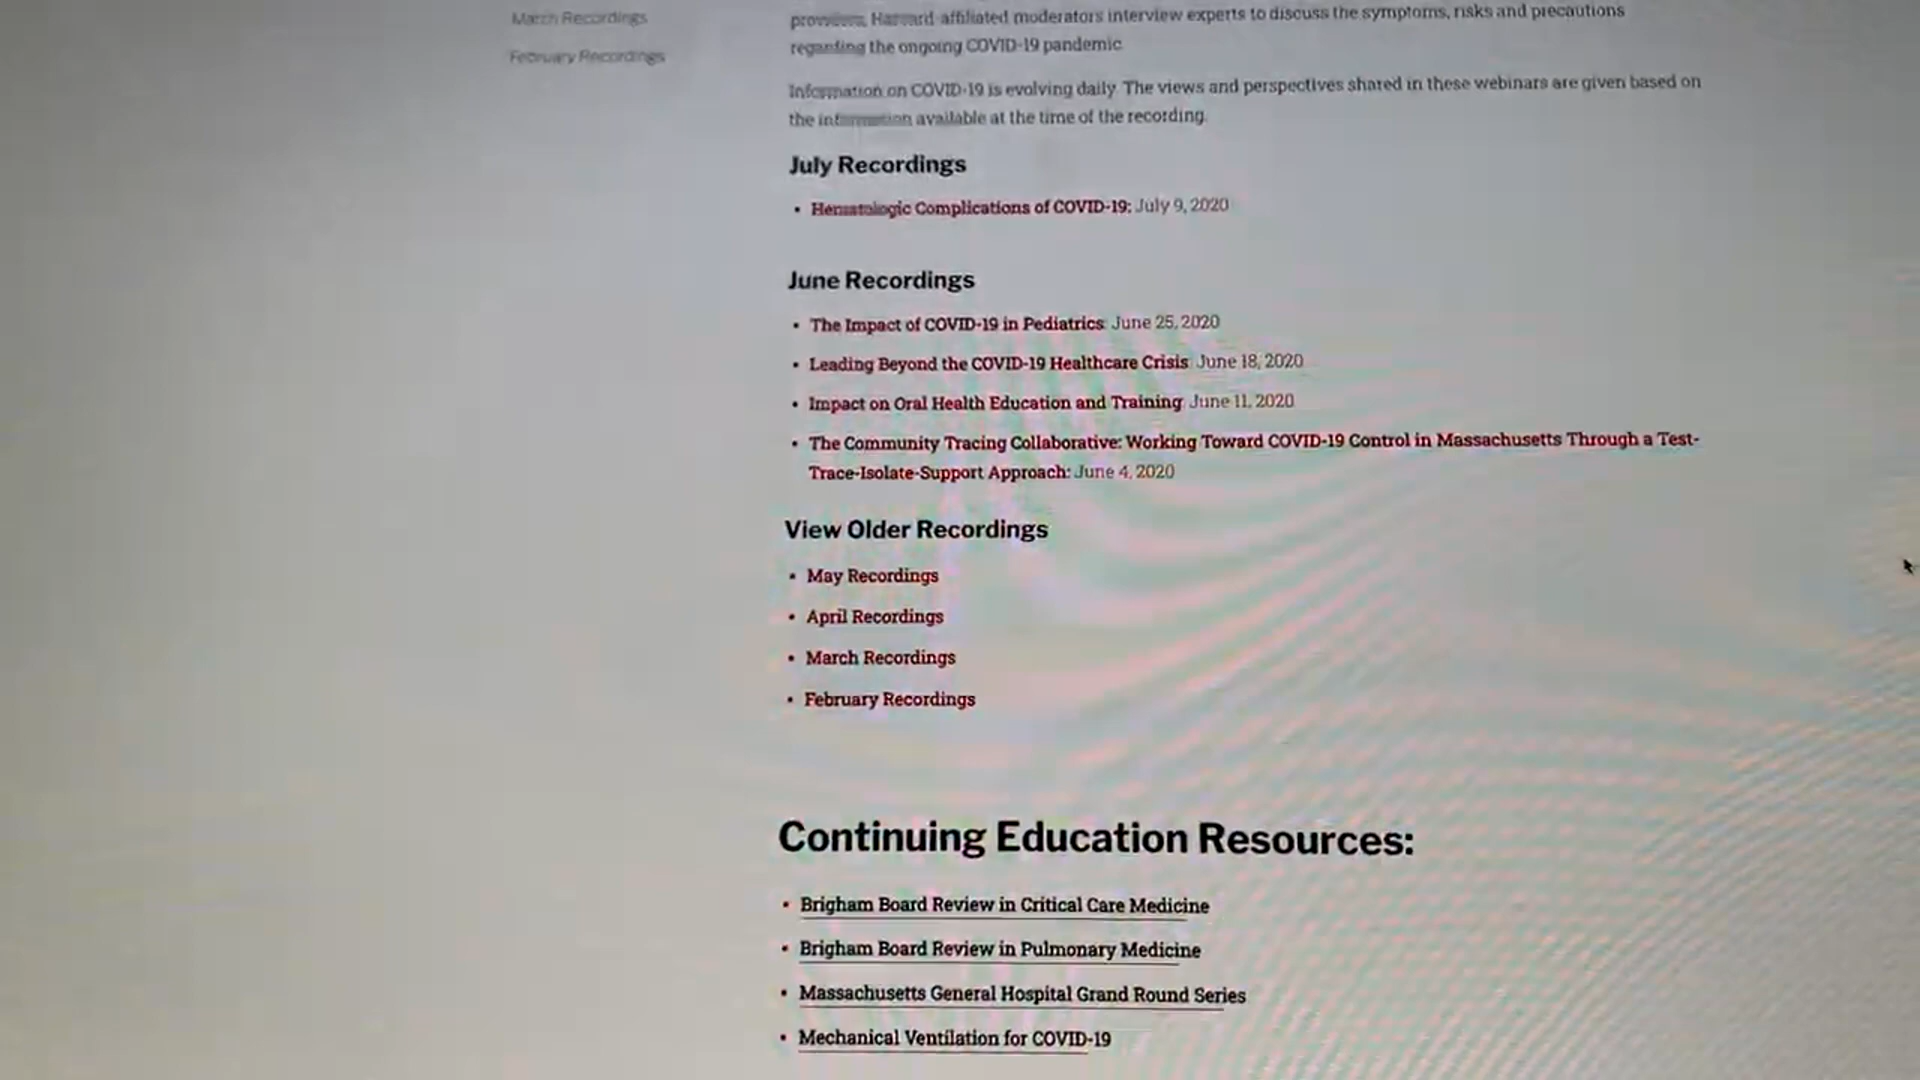 March Recordings
February Recordings
providers, Harvard-affiliated moderators interview experts to discuss the symptoms, risks and precautions
regarding the ongoing COVID-19 pandemic.
Information on COVID-19 is evolving daily. The views and perspectives shared in these webinars are given based on
the information available at the time of the recording.
July Recordings
• Hematologic Complications of COVID-19: July 9, 2020
June Recordings
• The Impact of COVID-19 in Pediatrics: June 25, 2020
• Leading Beyond the COVID-19 Healthcare Crisis: June 18, 2020
• Impact on Oral Health Education and Training: June 11, 2020
• The Community Tracing Collaborative: Working Toward COVID-19 Control in Massachusetts Through a Test-
Trace-Isolate-Support Approach: June 4, 2020
View Older Recordings
• May Recordings
• April Recordings
• March Recordings
• February Recordings
Continuing Education Resources:
• Brigham Board Review in Critical Care Medicine
• Brigham Board Review in Pulmonary Medicine
• Massachusetts General Hospital Grand Round Series
• Mechanical Ventilation for COVID-19